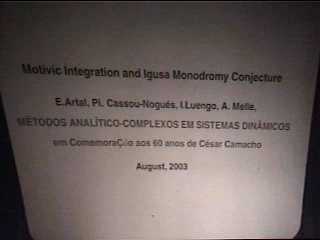 Motivic Integration and Igusa Monodromy Conjecture
E.Artal, Pi. Cassou-Noguès, I.Luengo, A. Melle,
MÉTODOS ANALÍTICO-COMPLEXOS EM SISTEMAS DINÂMICOS
em ComemoraÇão aos 60 anos de César Camacho
August, 2003